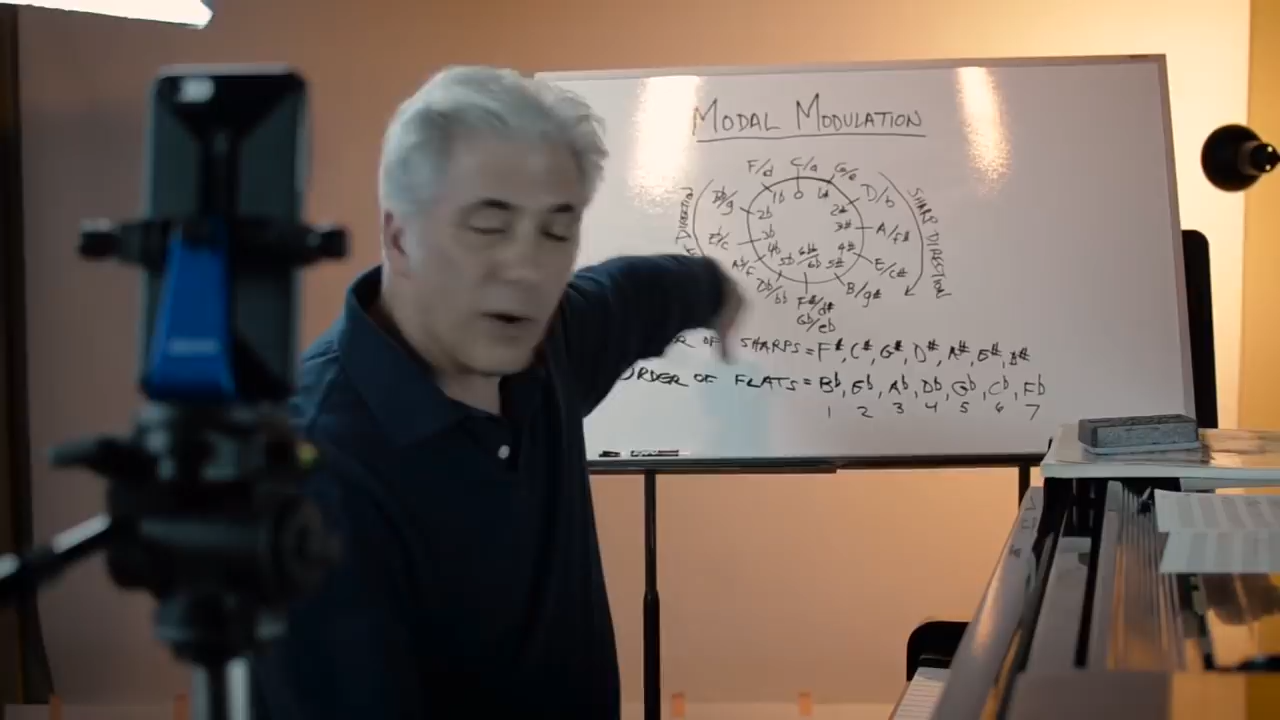 MODAL MODULATION
F/d C/a G/e
Bb/g 1b 0 1# D/b
2b 2#
Eb/c 3b 3# A/f#
Ab/f 4b 4# E/c#
5b 6# 5#
6b
Db/bb B/g#
F#/d#
Gb/eb
DIRECTION
SHARP DIRECTION
OF SHARPS = F#, C#, G#, D#, A#, E#, B#
ORDER OF FLATS = Bb, Eb, Ab, Db, Gb, Cb, Fb
1 2 3 4 5 6 7